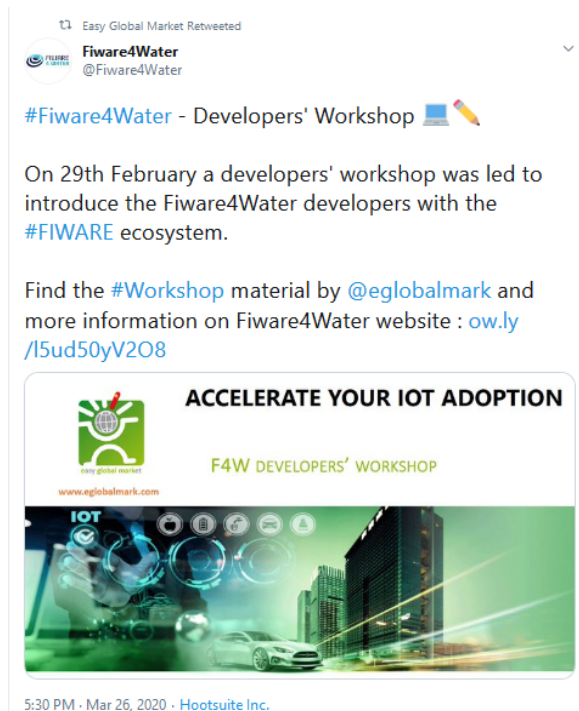 Easy Global Market Retweeted
Fiware4Water
@Fiware4Water
FIWARE
4 WATER
#Fiware4Water - Developers' Workshop 💻✏️
On 29th February a developers' workshop was led to
introduce the Fiware4Water developers with the
#FIWARE ecosystem.
Find the #Workshop material by @eglobalmark and
more information on Fiware4Water website : ow.ly
/l5ud50yV2O8
ACCELERATE YOUR IOT ADOPTION
easy global market
F4W DEVELOPERS' WORKSHOP
www.eglobalmark.com
IOT
5:30 PM · Mar 26, 2020 · Hootsuite Inc.